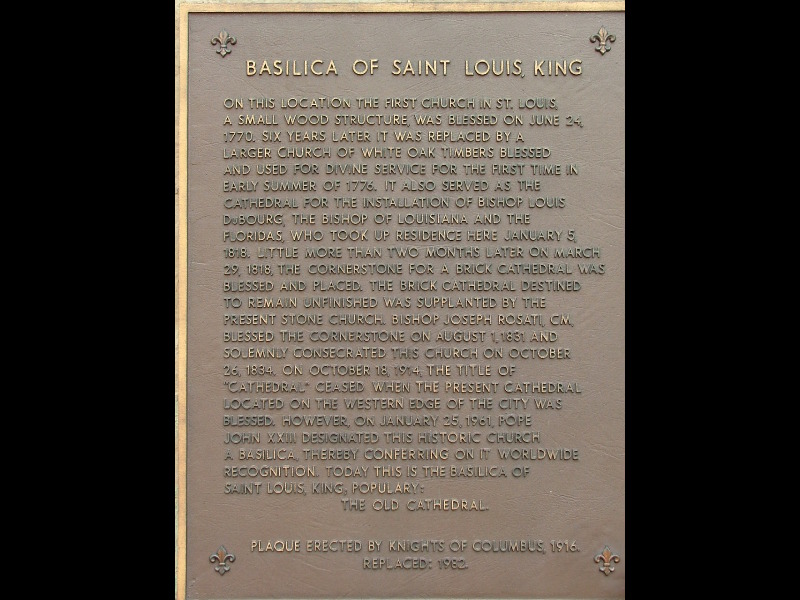 BASILICA OF SAINT LOUIS, KING
ON THIS LOCATION THE FIRST CHURCH IN ST. LOUIS,
A SMALL WOOD STRUCTURE, WAS BLESSED ON JUNE 24,
1770. SIX YEARS LATER IT WAS REPLACED BY A
LARGER CHURCH OF WHITE OAK TIMBERS BLESSED
AND USED FOR DIVINE SERVICE FOR THE FIRST TIME IN
EARLY SUMMER OF 1776. IT ALSO SERVED AS THE
CATHEDRAL FOR THE INSTALLATION OF BISHOP LOUIS
DuBOURG, THE BISHOP OF LOUISIANA AND THE
FLORIDAS, WHO TOOK UP RESIDENCE HERE JANUARY 5,
1818. LITTLE MORE THAN TWO MONTHS LATER ON MARCH
29, 1818, THE CORNERSTONE FOR A BRICK CATHEDRAL WAS
BLESSED AND PLACED. THE BRICK CATHEDRAL DESTINED
TO REMAIN UNFINISHED WAS SUPPLANTED BY THE
PRESENT STONE CHURCH. BISHOP JOSEPH ROSATI, CM,
BLESSED THE CORNERSTONE ON AUGUST 1, 1831 AND
SOLEMNLY CONSECRATED THIS CHURCH ON OCTOBER
26, 1834. ON OCTOBER 18, 1914, THE TITLE OF
"CATHEDRAL" CEASED WHEN THE PRESENT CATHEDRAL
LOCATED ON THE WESTERN EDGE OF THE CITY WAS
BLESSED. HOWEVER, ON JANUARY 25, 1961, POPE
JOHN XXIII DESIGNATED THIS HISTORIC CHURCH
A BASILICA, THEREBY CONFERRING ON IT WORLDWIDE
RECOGNITION. TODAY THIS IS THE BASILICA OF
SAINT LOUIS, KING; POPULARY:
THE OLD CATHEDRAL.
PLAQUE ERECTED BY KNIGHTS OF COLUMBUS, 1916.
REPLACED: 1982.